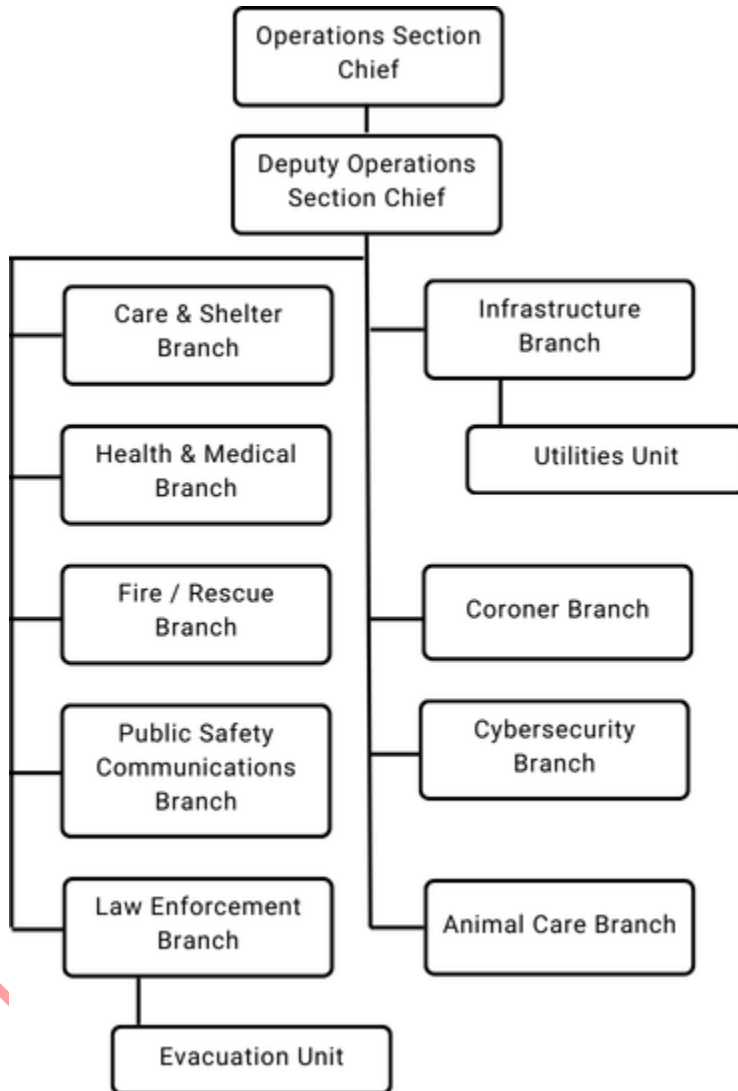 Operations Section
Chief
Deputy Operations
Section Chief
Care & Shelter
Branch
Health & Medical
Branch
Fire / Rescue
Branch
Public Safety
Communications
Branch
Law Enforcement
Branch
Evacuation Unit
Infrastructure
Branch
Utilities Unit
Coroner Branch
Cybersecurity
Branch
Animal Care Branch